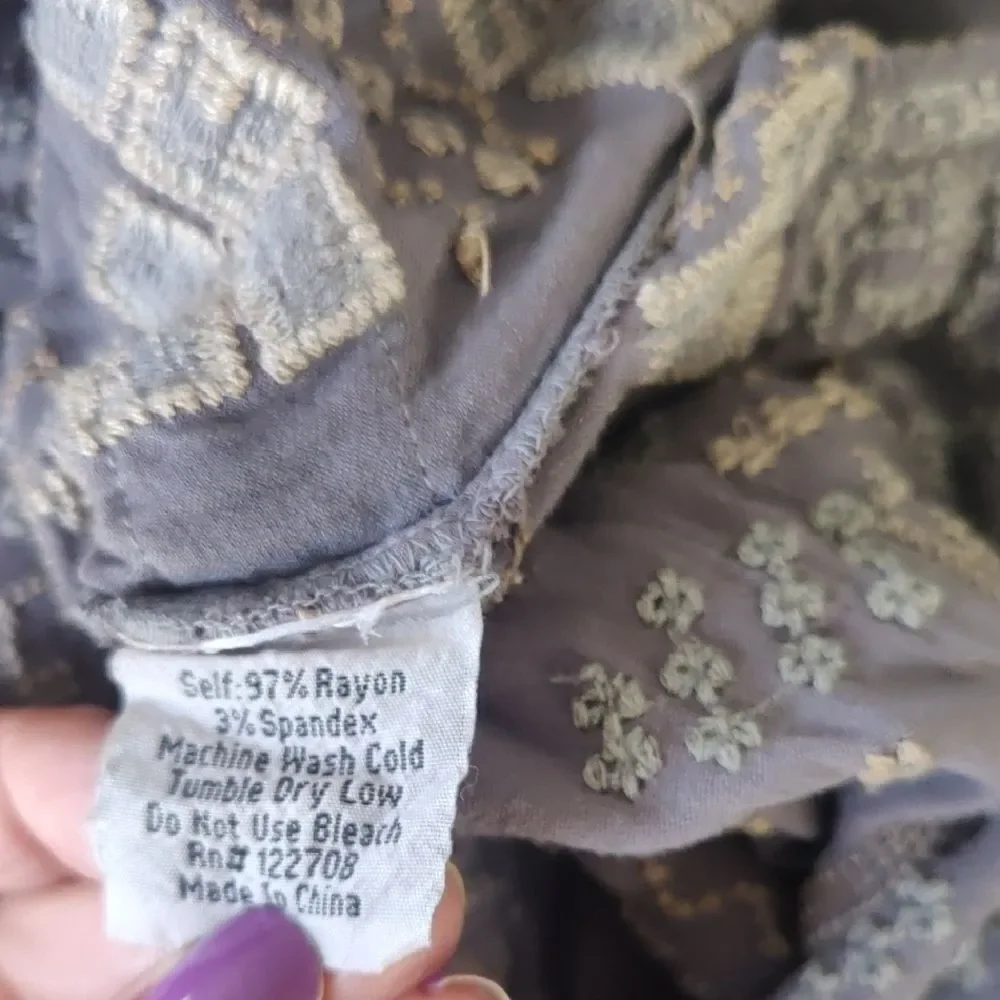 Self:97% Rayon
3% Spandex
Machine Wash Cold
Tumble Dry Low
Do Not Use Bleach
Rn# 122708
Made In China